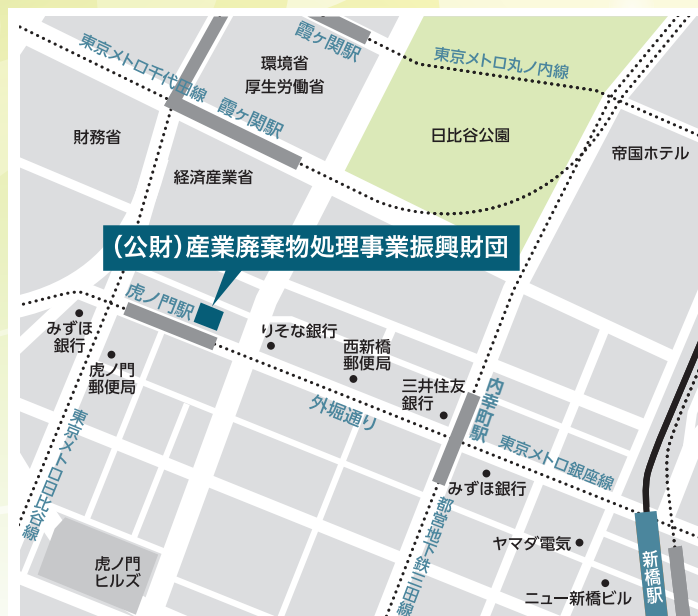 霞ヶ関駅
東京メトロ丸ノ内線
東京メトロ千代田線
環境省
厚生労働省
霞ヶ関駅
財務省
日比谷公園
帝国ホテル
経済産業省
(公財)産業廃棄物処理事業振興財団
虎ノ門駅
みずほ
銀行
りそな銀行
西新橋
郵便局
虎ノ門
郵便局
三井住友
銀行
内幸町駅
外堀通り
東京メトロ銀座線
東京メトロ日比谷線
みずほ銀行
都営地下鉄三田線
ヤマダ電気
虎ノ門
ヒルズ
新橋駅
ニュー新橋ビル